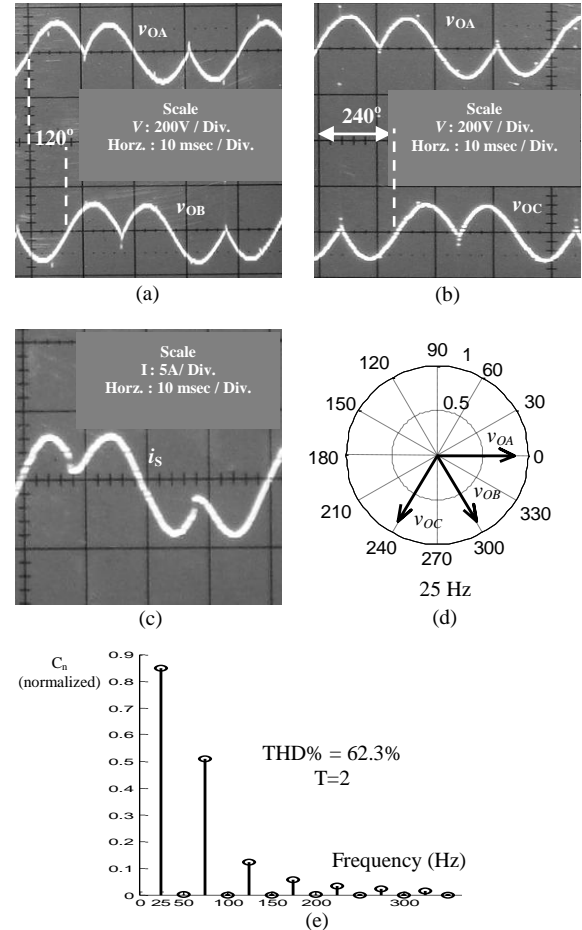 vOA
120°
Scale
V : 200V / Div.
Horz. : 10 msec / Div.
vOB
(a)
vOA
240°
Scale
V : 200V / Div.
Horz. : 10 msec / Div.
vOC
(b)
Scale
I : 5A/ Div.
Horz. : 10 msec / Div.
iS
(c)
90
1
120
60
0.5
150
30
vOA
180
0
vOB
vOC
210
330
240
300
270
25 Hz
(d)
Cn
(normalized)
0.9
0.8
0.7
0.6
0.5
0.4
0.3
0.2
0.1
0
THD% = 62.3%
T=2
Frequency (Hz)
0 25 50 100 150 200 300
(e)